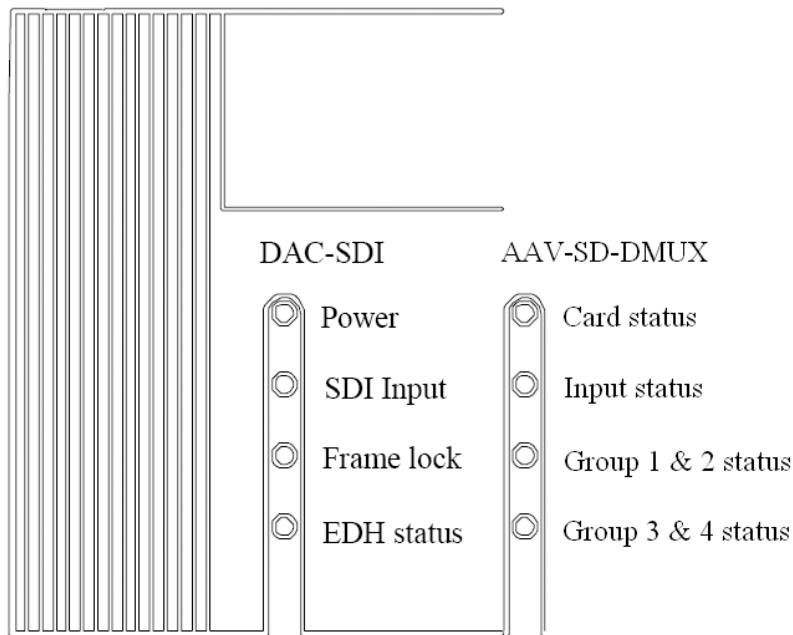 DAC-SDI
Power
SDI Input
Frame lock
EDH status
AAV-SD-DMUX
Card status
Input status
Group 1 & 2 status
Group 3 & 4 status